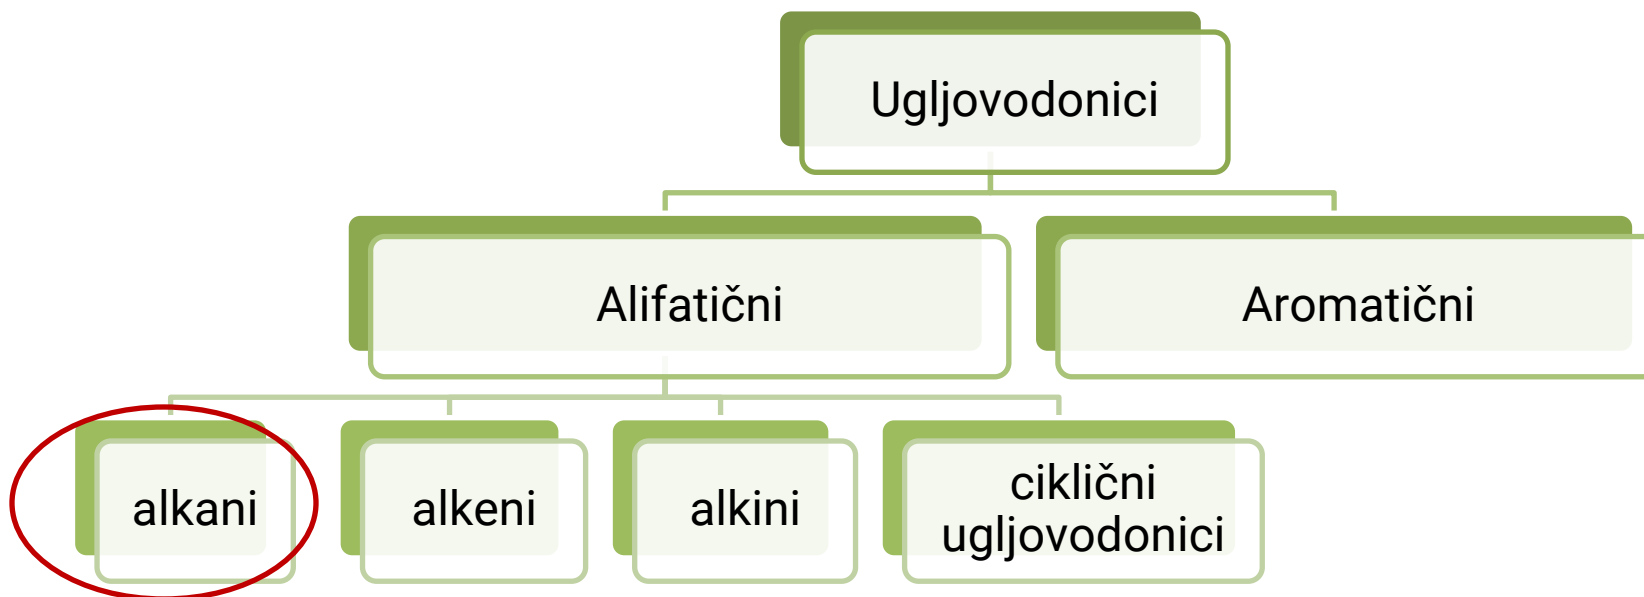 Ugljovodonici
Alifatični
Aromatični
alkani
alkeni
alkini
ciklični
ugljovodonici